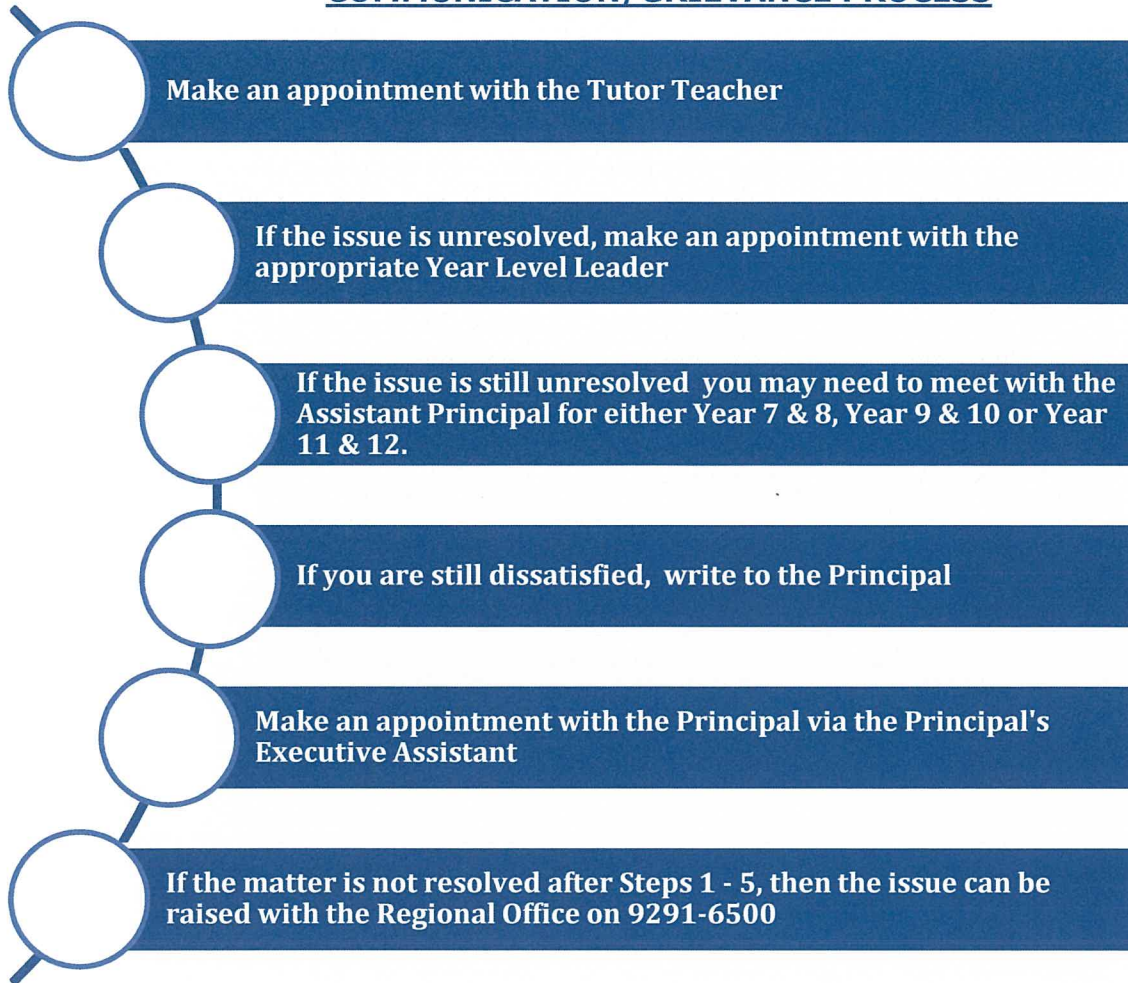 COMMUNICATION/GRIEVANCE PROCESS
Make an appointment with the Tutor Teacher
If the issue is unresolved, make an appointment with the
appropriate Year Level Leader
If the issue is still unresolved you may need to meet with the
Assistant Principal for either Year 7 & 8, Year 9 & 10 or Year
11 & 12.
If you are still dissatisfied, write to the Principal
Make an appointment with the Principal via the Principal's
Executive Assistant
If the matter is not resolved after Steps 1 - 5, then the issue can be
raised with the Regional Office on 9291-6500